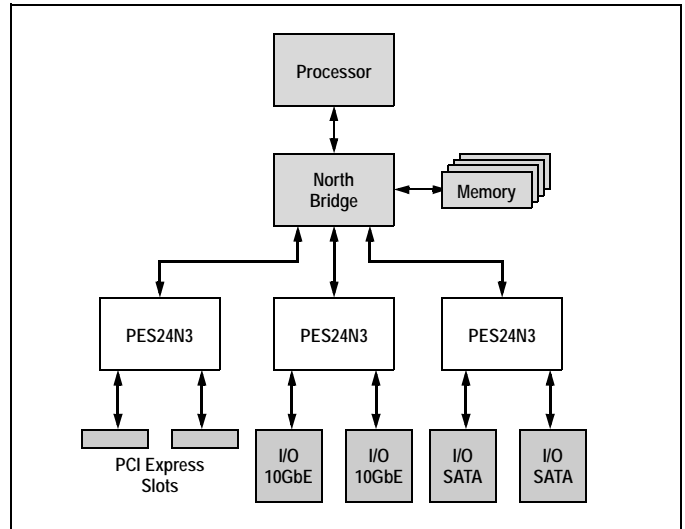 Processor
North
Bridge
Memory
PES24N3
PES24N3
PES24N3
PCI Express
Slots
I/O
10GbE
I/O
10GbE
I/O
SATA
I/O
SATA